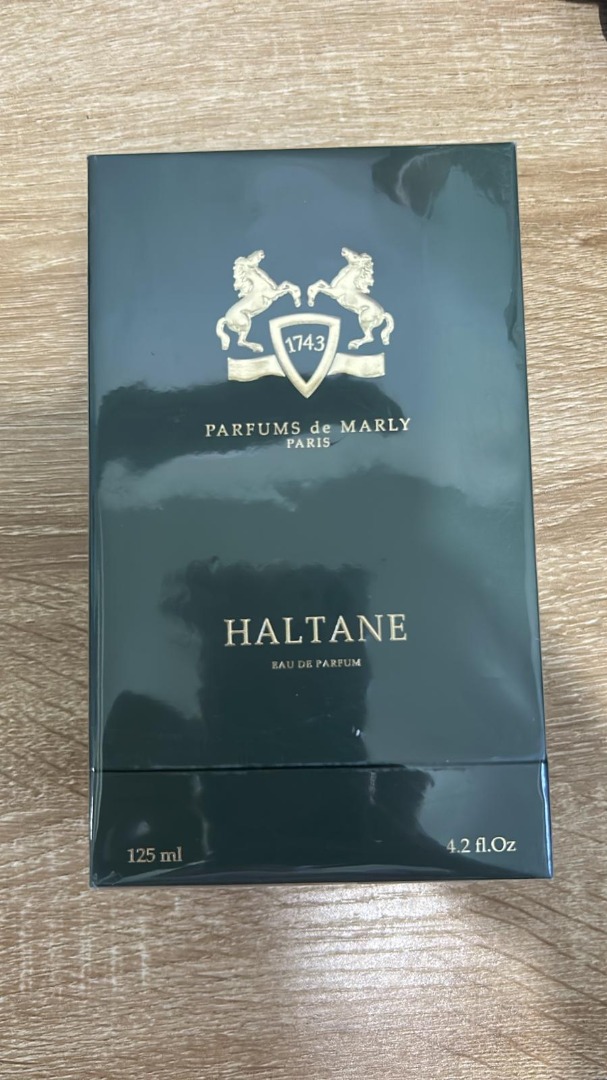 1743
PARFUMS de MARLY
PARIS
HALTANE
EAU DE PARFUM
125 ml
4.2 fl.Oz